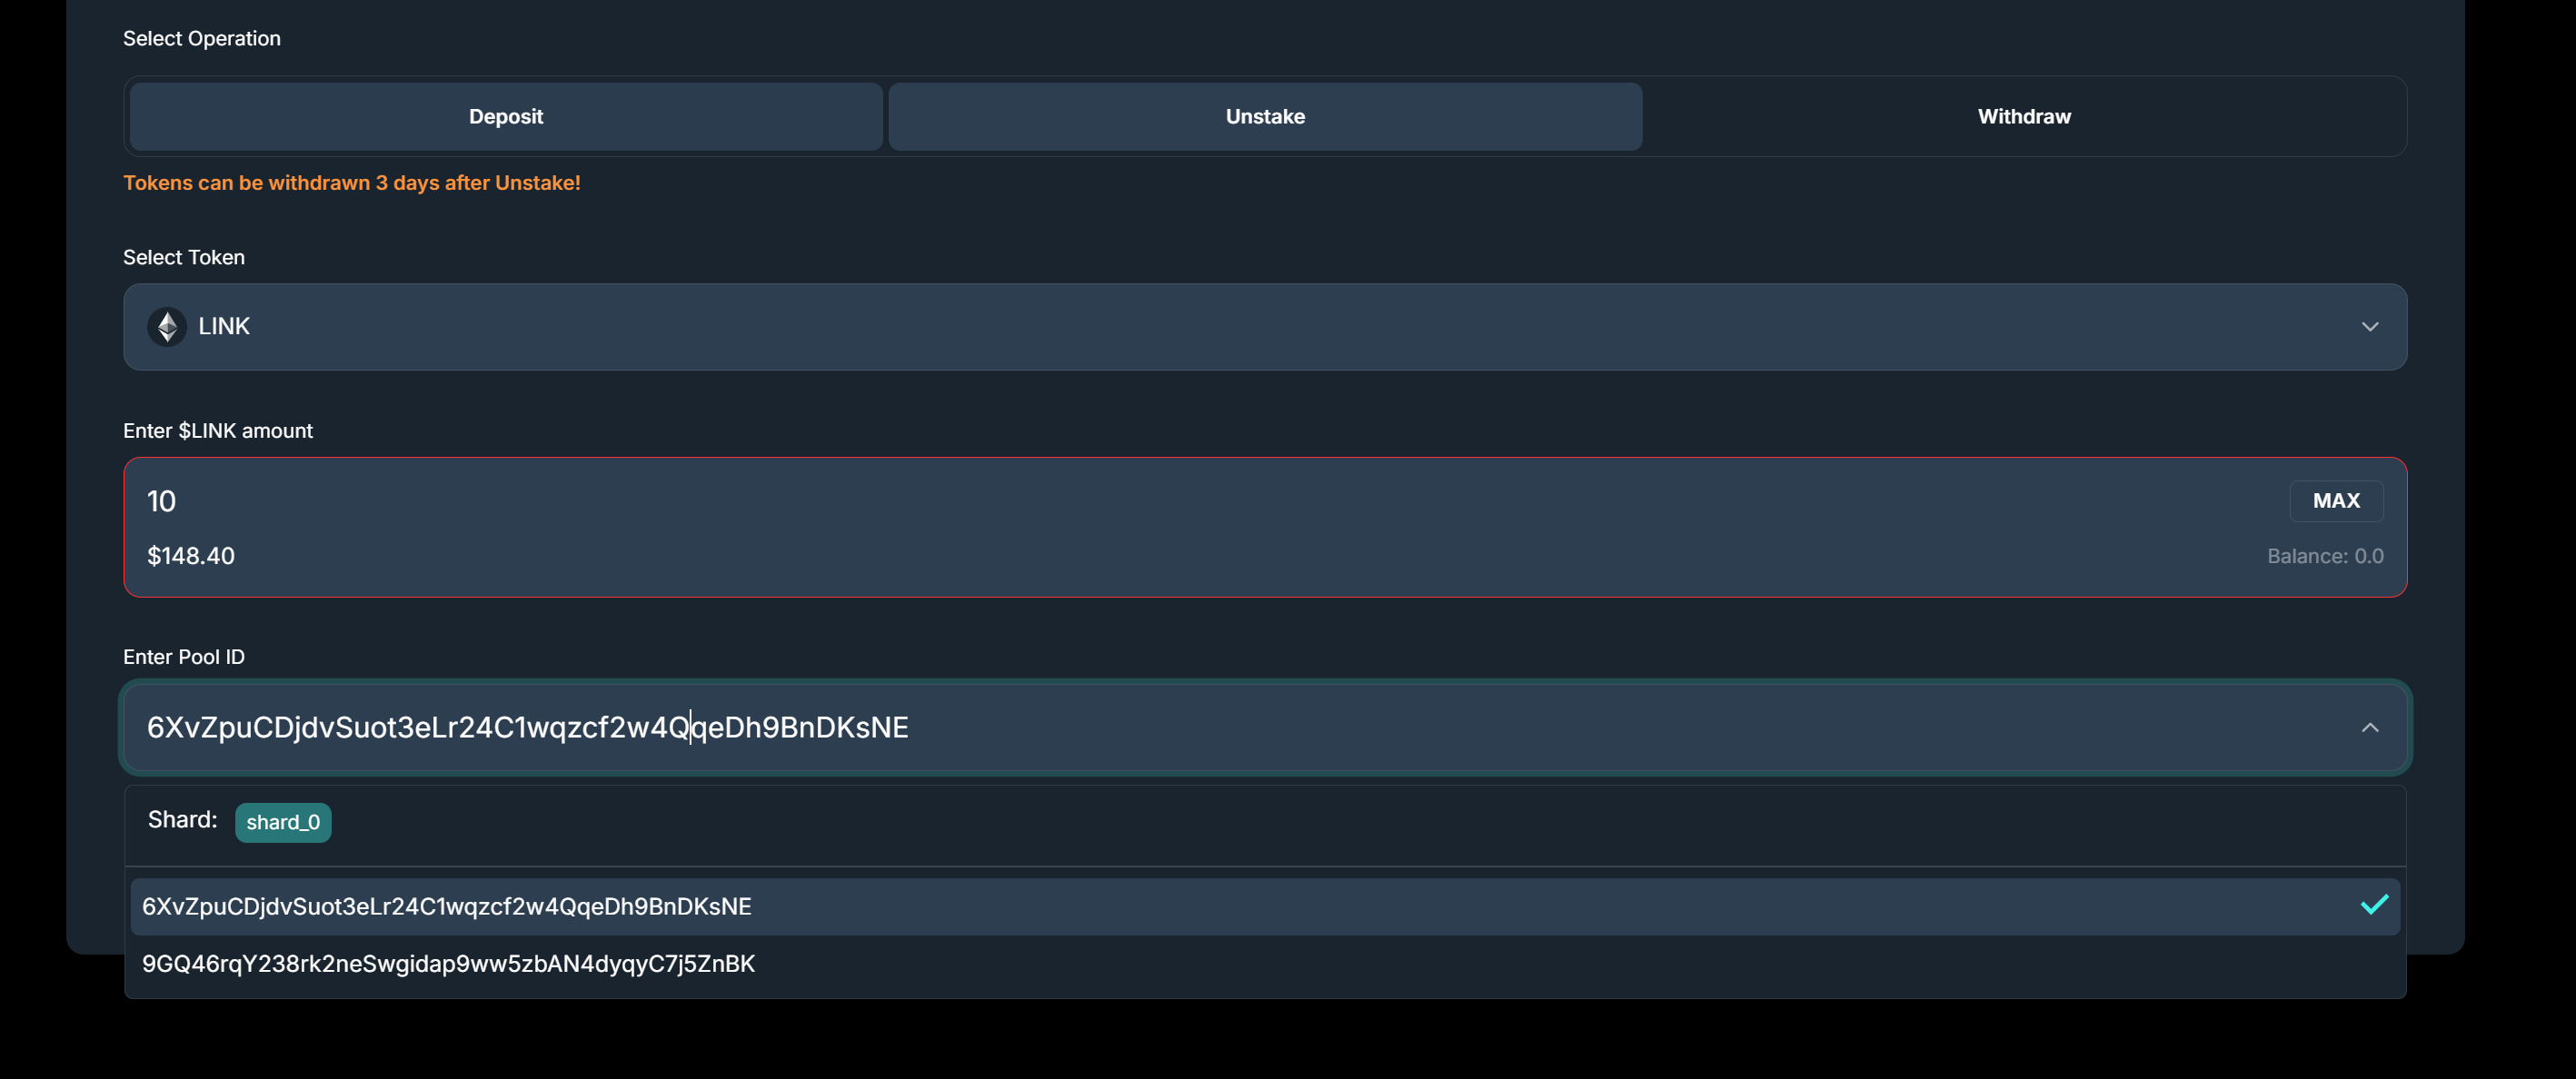 Select Operation
Deposit Unstake Withdraw
Tokens can be withdrawn 3 days after Unstake!
Select Token
LINK
Enter $LINK amount
10 MAX
$148.40 Balance: 0.0
Enter Pool ID
6XvZpuCDjdvSuot3eLr24C1wqzcf2w4QqeDh9BnDKsNE
Shard: shard_0
6XvZpuCDjdvSuot3eLr24C1wqzcf2w4QqeDh9BnDKsNE
9GQ46rqY238rk2neSwgidap9ww5zbAN4dyqyC7j5ZnBK